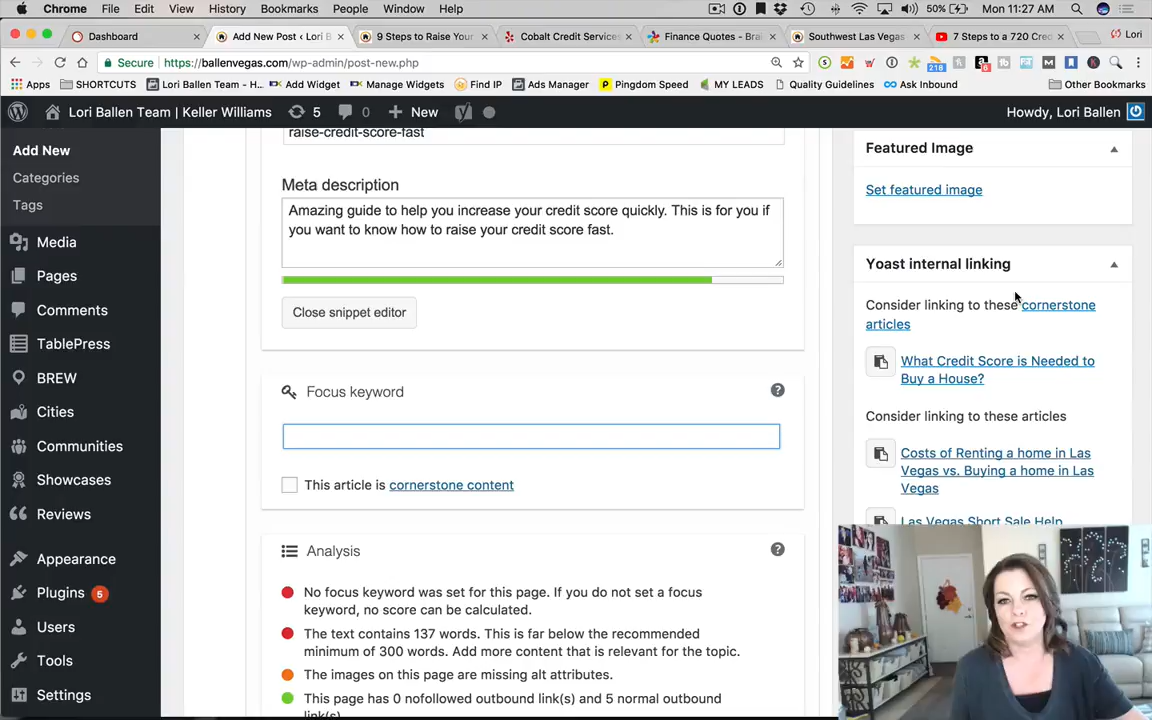 Chrome File Edit View History Bookmarks People Window Help 50% Mon 11:27 AM
Dashboard × Add New Post ‹ Lori B × 9 Steps to Raise Your × Cobalt Credit Services × Finance Quotes - Brai × Southwest Las Vegas × 7 Steps to a 720 Cred × Lori
Secure https://ballenvegas.com/wp-admin/post-new.php
218 6
Apps SHORTCUTS Lori Ballen Team - H... Add Widget Manage Widgets Find IP Ads Manager Pingdom Speed MY LEADS Quality Guidelines Ask Inbound Other Bookmarks
Lori Ballen Team | Keller Williams 5 0 New Howdy, Lori Ballen
Add New
Categories
Tags
Media
Pages
Comments
TablePress
BREW
Cities
Communities
Showcases
Reviews
Appearance
Plugins 5
Users
Tools
Settings
raise-credit-score-fast
Meta description
Amazing guide to help you increase your credit score quickly. This is for you if
you want to know how to raise your credit score fast.
Close snippet editor
Focus keyword ?
This article is cornerstone content
Analysis ?
No focus keyword was set for this page. If you do not set a focus
keyword, no score can be calculated.
The text contains 137 words. This is far below the recommended
minimum of 300 words. Add more content that is relevant for the topic.
The images on this page are missing alt attributes.
This page has 0 nofollowed outbound link(s) and 5 normal outbound
link(s).
Featured Image
Set featured image
Yoast internal linking
Consider linking to these cornerstone
articles
What Credit Score is Needed to
Buy a House?
Consider linking to these articles
Costs of Renting a home in Las
Vegas vs. Buying a home in Las
Vegas
Las Vegas Short Sale Help